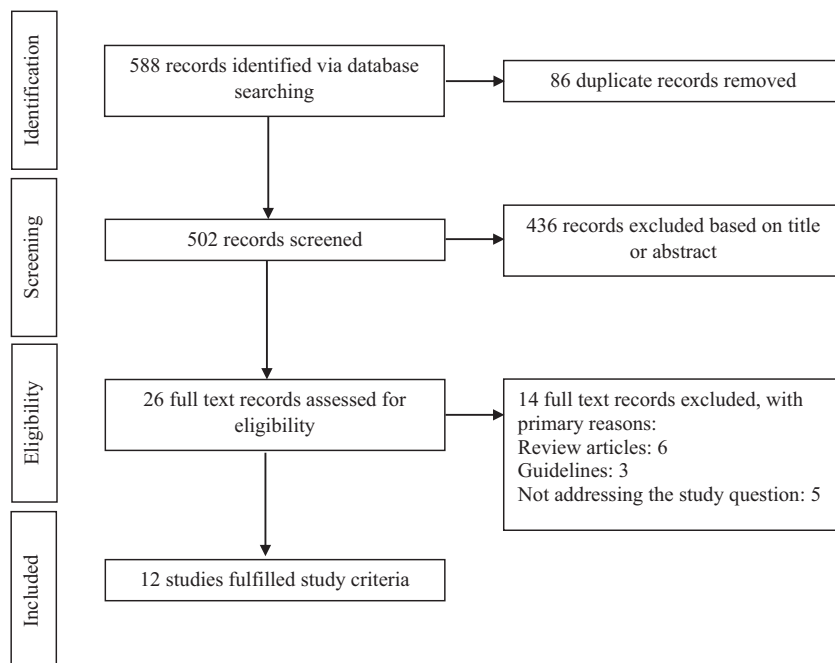 Identification
588 records identified via database
searching
86 duplicate records removed
Screening
502 records screened
436 records excluded based on title
or abstract
Eligibility
26 full text records assessed for
eligibility
14 full text records excluded, with
primary reasons:
Review articles: 6
Guidelines: 3
Not addressing the study question: 5
Included
12 studies fulfilled study criteria